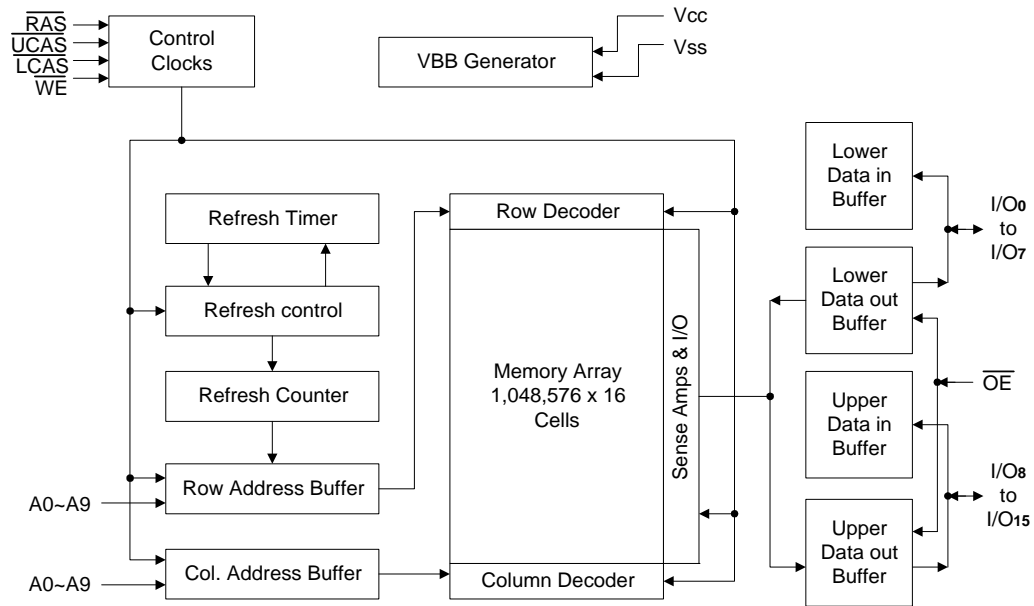 RAS
UCAS
LCAS
WE
Control
Clocks
VBB Generator
Vcc
Vss
Refresh Timer
Refresh control
Refresh Counter
Row Address Buffer
A0~A9
Col. Address Buffer
A0~A9
Row Decoder
Memory Array
1,048,576 x 16
Cells
Sense Amps & I/O
Column Decoder
Lower
Data in
Buffer
Lower
Data out
Buffer
Upper
Data in
Buffer
Upper
Data out
Buffer
I/O0
to
I/O7
OE
I/O8
to
I/O15